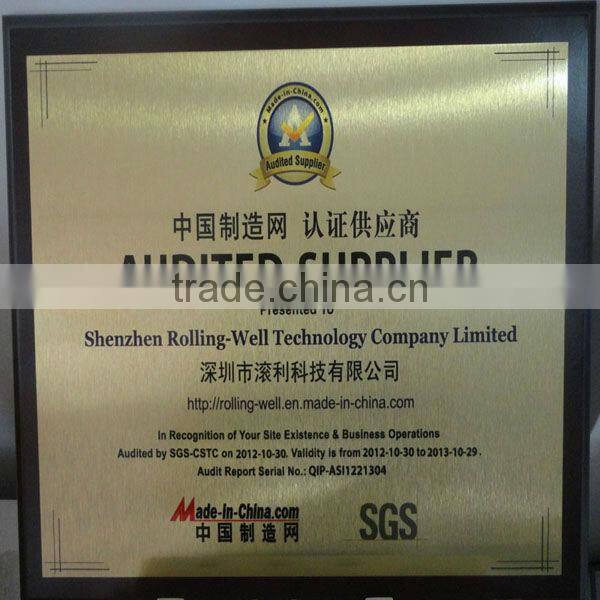 Made-in-China.com
Audited Supplier
中国制造网 认证供应商
AUDITED SUPPLIER
trade.china.cn
Presented To
Shenzhen Rolling-Well Technology Company Limited
深圳市滚利科技有限公司
http://rolling-well.en.made-in-china.com
In Recognition of Your Site Existence & Business Operations
Audited by SGS-CSTC on 2012-10-30. Validity is from 2012-10-30 to 2013-10-29.
Audit Report Serial No.: QIP-ASI1221304
Made-in-China.com
中国制造网
SGS